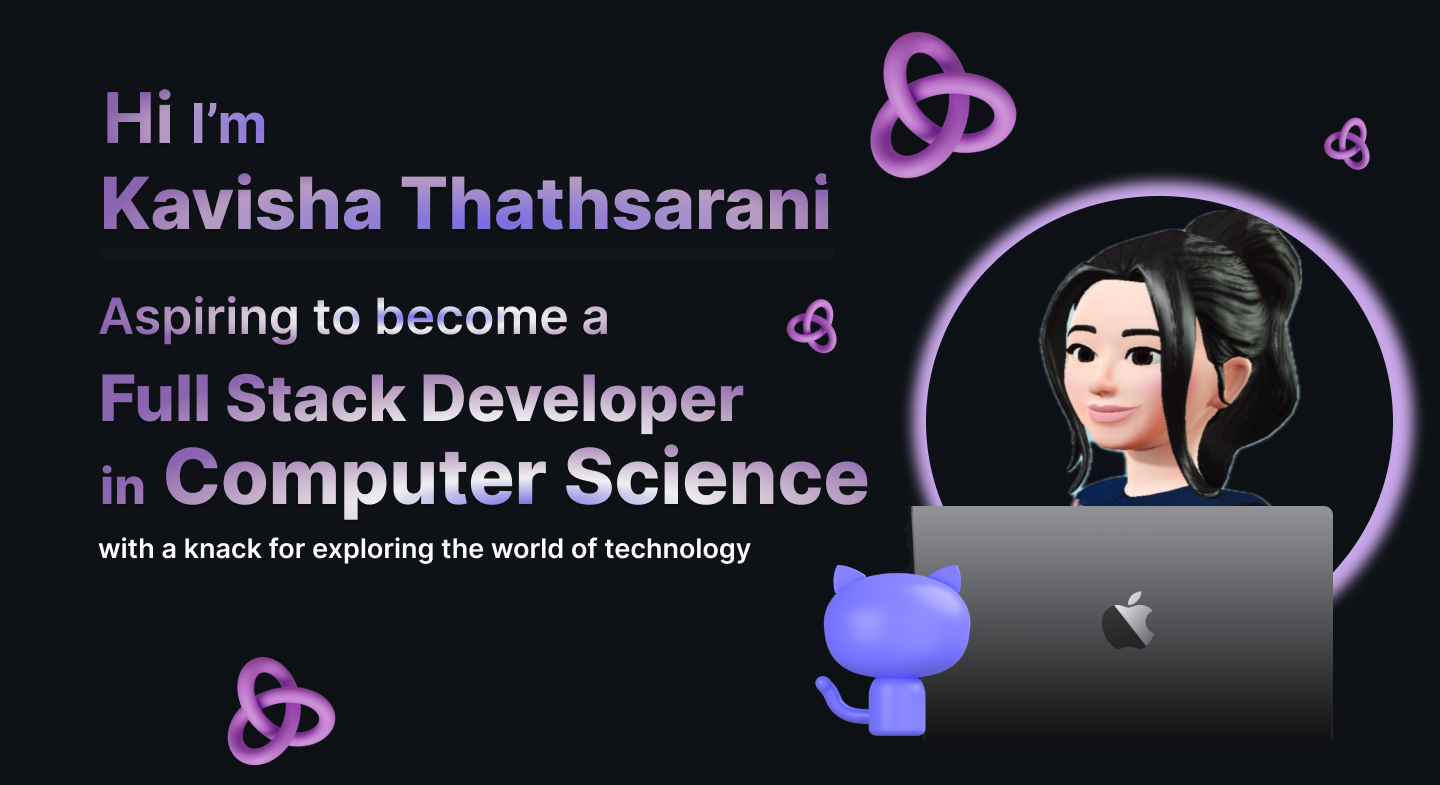 Hi I’m
Kavisha Thathsarani
Aspiring to become a
Full Stack Developer
in Computer Science
with a knack for exploring the world of technology